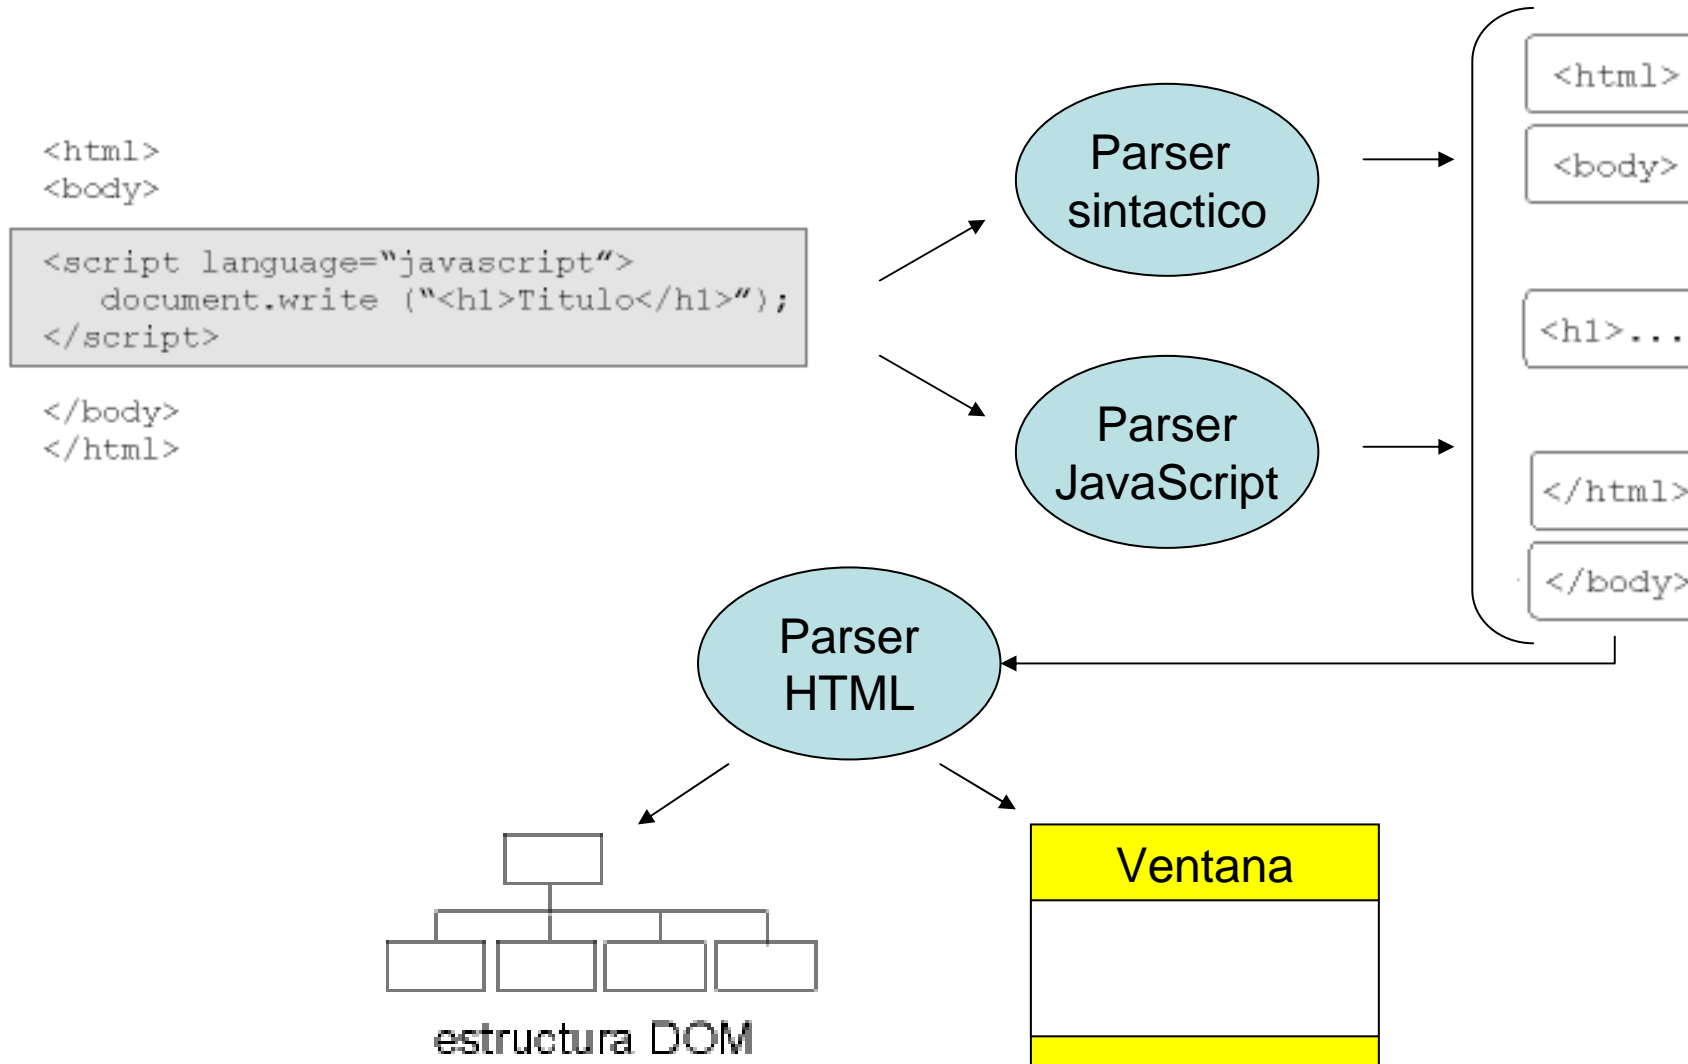 <html>
<body>
<script language=“javascript”>
document.write (“<h1>Titulo</h1>”);
</script>
</body>
</html>
Parser
sintactico
Parser
JavaScript
<html>
<body>
<h1>...
</html>
</body>
Parser
HTML
estructura DOM
Ventana